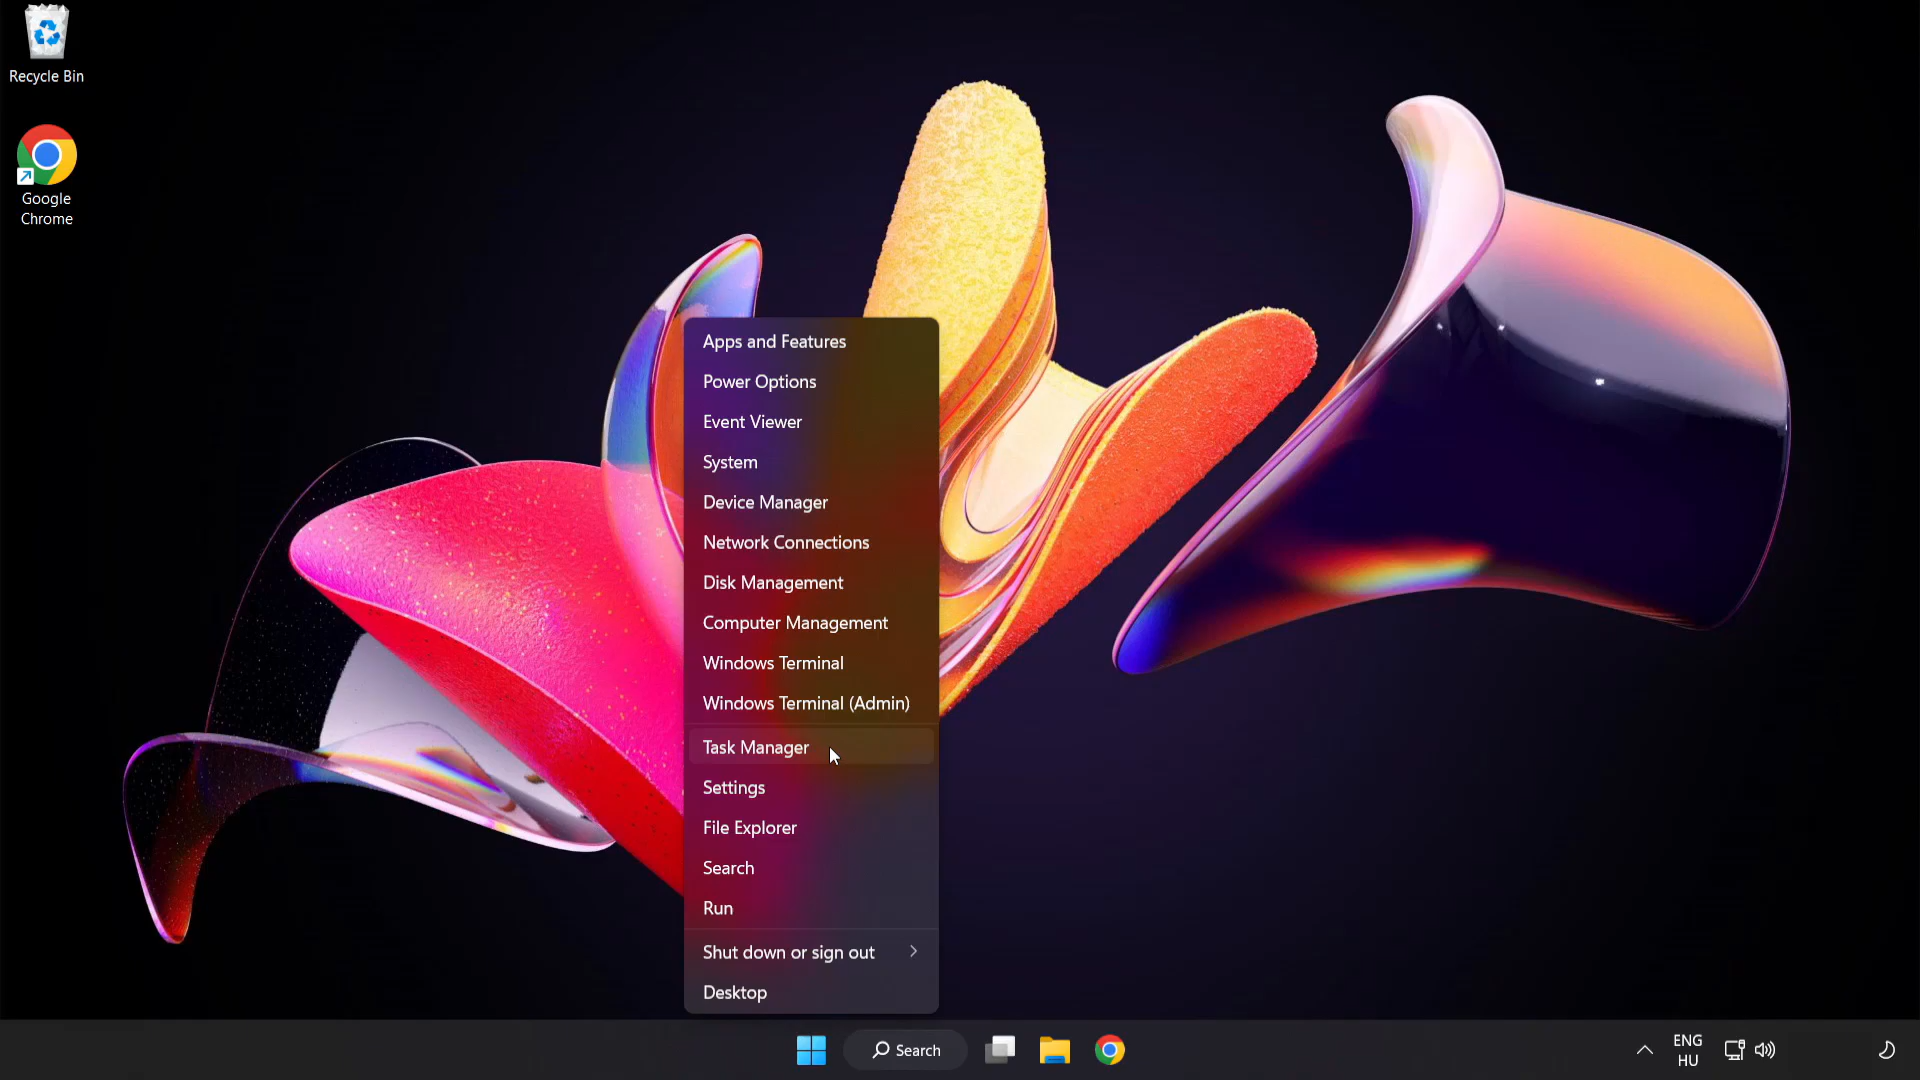 Recycle Bin
Google
Chrome
Apps and Features
Power Options
Event Viewer
System
Device Manager
Network Connections
Disk Management
Computer Management
Windows Terminal
Windows Terminal (Admin)
Task Manager
Settings
File Explorer
Search
Run
Shut down or sign out
Desktop
Search
ENG
HU